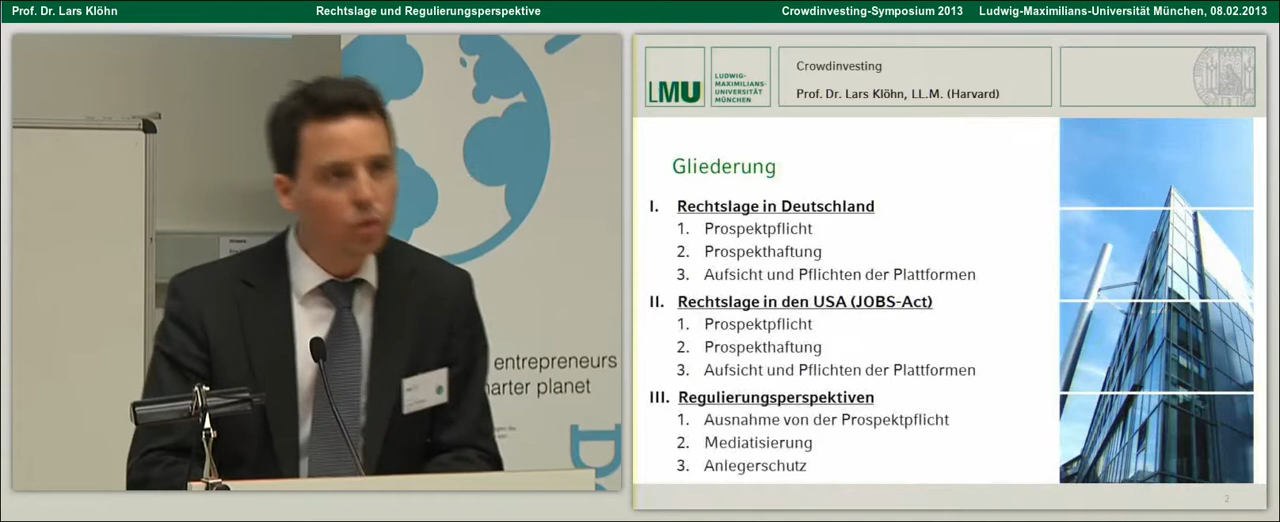 Prof. Dr. Lars Klöhn Rechtslage und Regulierungsperspektive Crowdinvesting-Symposium 2013 Ludwig-Maximilians-Universität München, 08.02.2013
entrepreneurs
arter planet
LMU
LUDWIG-
MAXIMILIANS-
UNIVERSITÄT
MÜNCHEN
Crowdinvesting
Prof. Dr. Lars Klöhn, LL.M. (Harvard)
Gliederung
I. Rechtslage in Deutschland
1. Prospektpflicht
2. Prospekthaftung
3. Aufsicht und Pflichten der Plattformen
II. Rechtslage in den USA (JOBS-Act)
1. Prospektpflicht
2. Prospekthaftung
3. Aufsicht und Pflichten der Plattformen
III. Regulierungsperspektiven
1. Ausnahme von der Prospektpflicht
2. Mediatisierung
3. Anlegerschutz
2